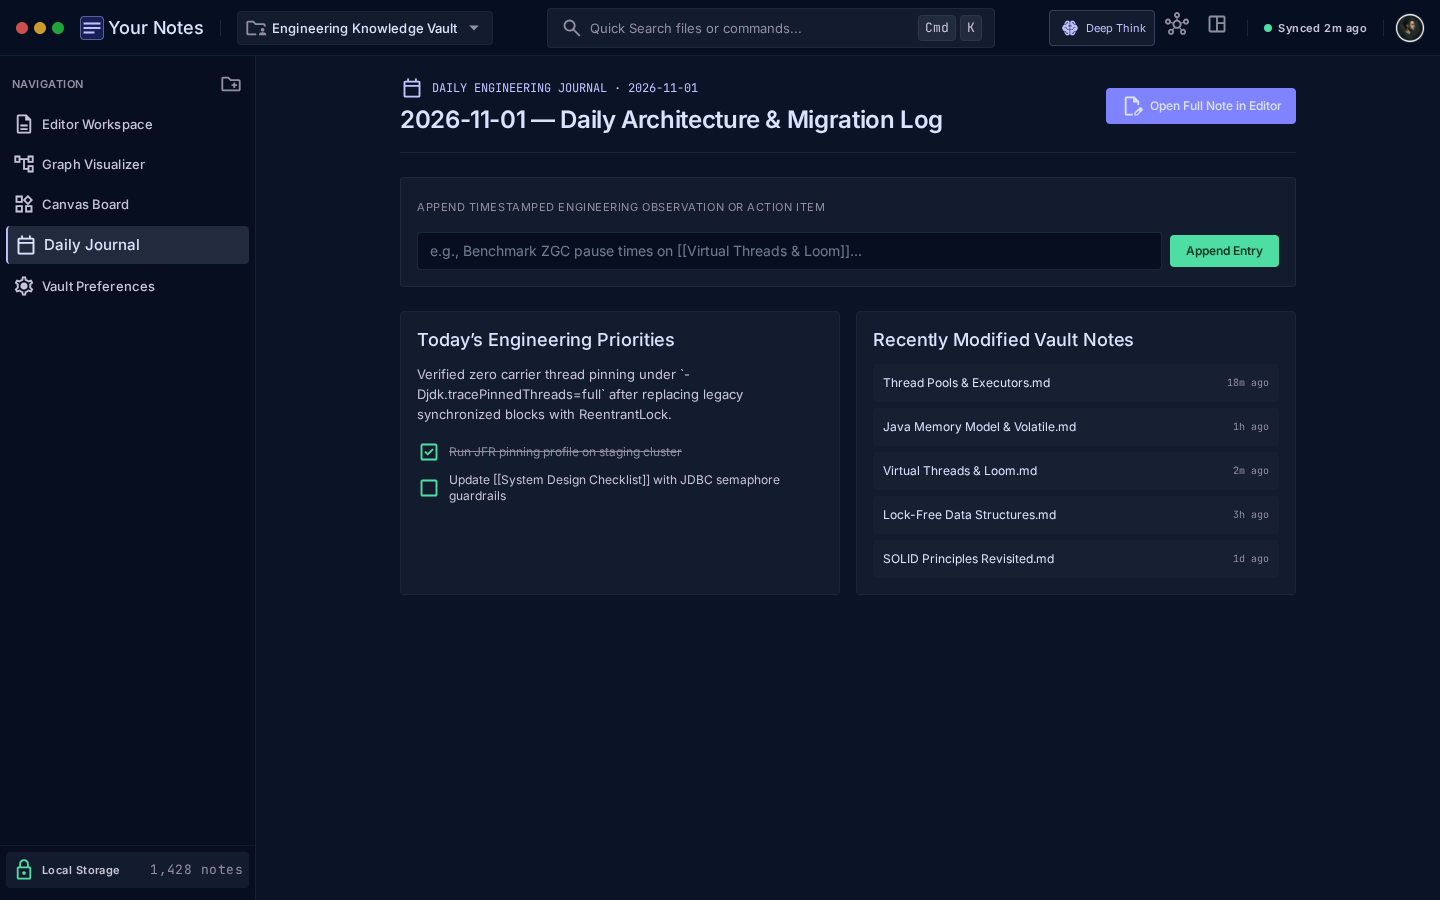 Your Notes
Engineering Knowledge Vault
Quick Search files or commands...
Cmd K
Deep Think
Synced 2m ago
NAVIGATION
Editor Workspace
Graph Visualizer
Canvas Board
Daily Journal
Vault Preferences
Local Storage
1,428 notes
DAILY ENGINEERING JOURNAL · 2026-11-01
2026-11-01 — Daily Architecture & Migration Log
Open Full Note in Editor
APPEND TIMESTAMPED ENGINEERING OBSERVATION OR ACTION ITEM
e.g., Benchmark ZGC pause times on [[Virtual Threads & Loom]]...
Append Entry
Today’s Engineering Priorities
Verified zero carrier thread pinning under `-
Djdk.tracePinnedThreads=full` after replacing legacy
synchronized blocks with ReentrantLock.
Run JFR pinning profile on staging cluster
Update [[System Design Checklist]] with JDBC semaphore
guardrails
Recently Modified Vault Notes
Thread Pools & Executors.md 18m ago
Java Memory Model & Volatile.md 1h ago
Virtual Threads & Loom.md 2m ago
Lock-Free Data Structures.md 3h ago
SOLID Principles Revisited.md 1d ago